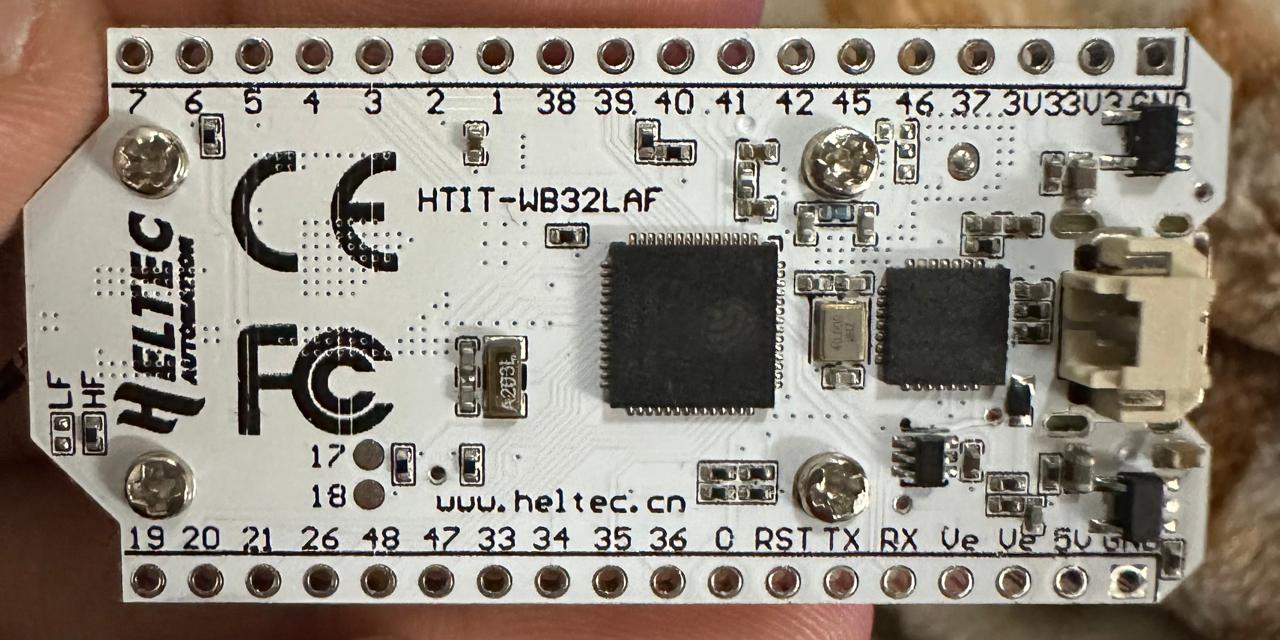 7 6 5 4 3 2 1 38 39 40 41 42 45 46 37 3V3 3V3 GND
CE
HTIT-WB32LAF
HELTEC
AUTOMATION
FC
LF
HF
A2031
17
18
www.heltec.cn
19 20 21 26 48 47 33 34 35 36 0 RST TX RX Ve Ve 5V GND